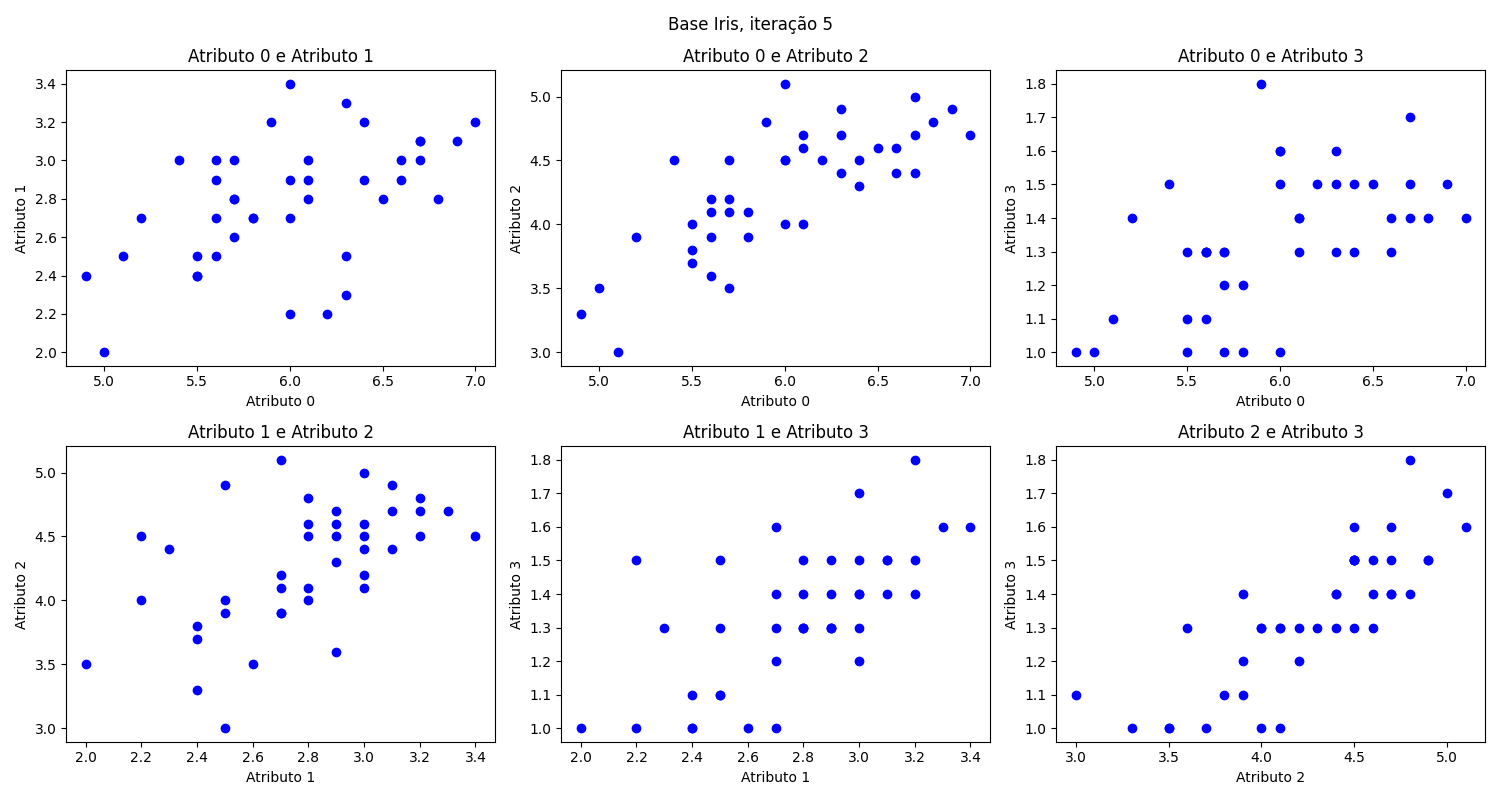 Base Iris, iteração 5
Atributo 0 e Atributo 1
Atributo 1
3.4
3.2
3.0
2.8
2.6
2.4
2.2
2.0
5.0 5.5 6.0 6.5 7.0
Atributo 0
Atributo 0 e Atributo 2
Atributo 2
5.0
4.5
4.0
3.5
3.0
5.0 5.5 6.0 6.5 7.0
Atributo 0
Atributo 0 e Atributo 3
Atributo 3
1.8
1.7
1.6
1.5
1.4
1.3
1.2
1.1
1.0
5.0 5.5 6.0 6.5 7.0
Atributo 0
Atributo 1 e Atributo 2
Atributo 2
5.0
4.5
4.0
3.5
3.0
2.0 2.2 2.4 2.6 2.8 3.0 3.2 3.4
Atributo 1
Atributo 1 e Atributo 3
Atributo 3
1.8
1.7
1.6
1.5
1.4
1.3
1.2
1.1
1.0
2.0 2.2 2.4 2.6 2.8 3.0 3.2 3.4
Atributo 1
Atributo 2 e Atributo 3
Atributo 3
1.8
1.7
1.6
1.5
1.4
1.3
1.2
1.1
1.0
3.0 3.5 4.0 4.5 5.0
Atributo 2